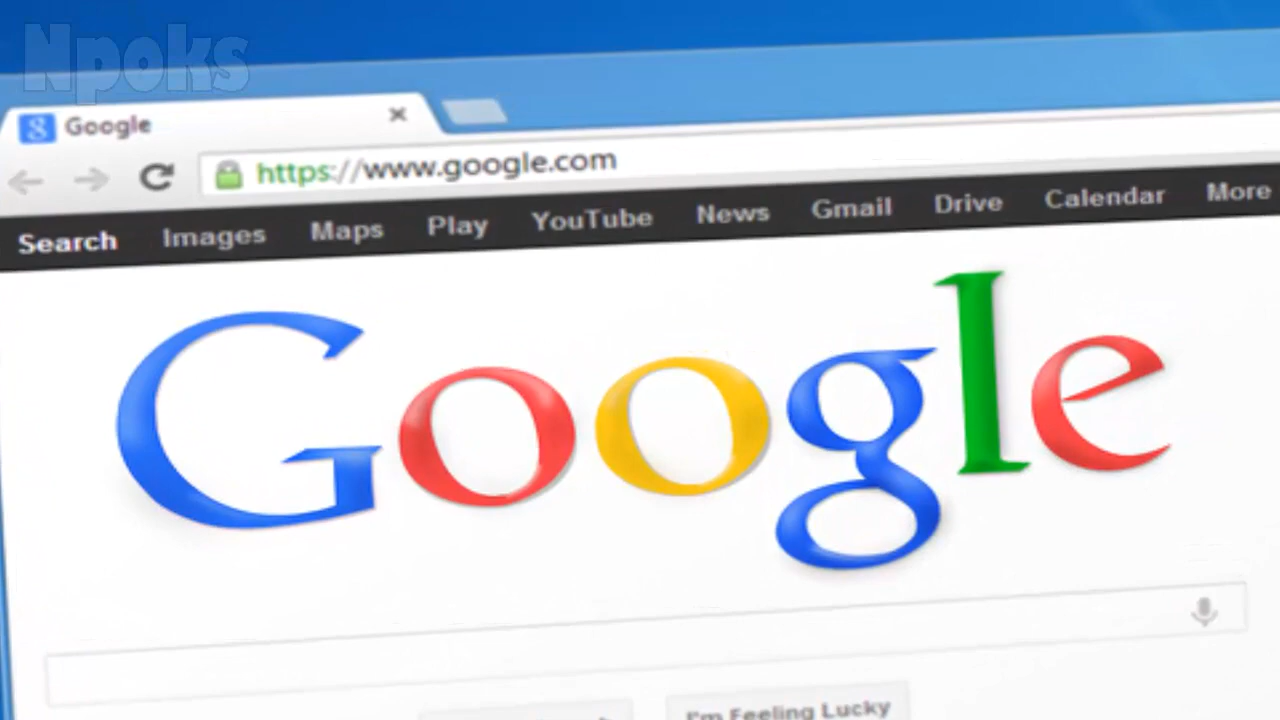 Npoks
Google
https://www.google.com
Search Images Maps Play YouTube News Gmail Drive Calendar More
Google
I'm Feeling Lucky